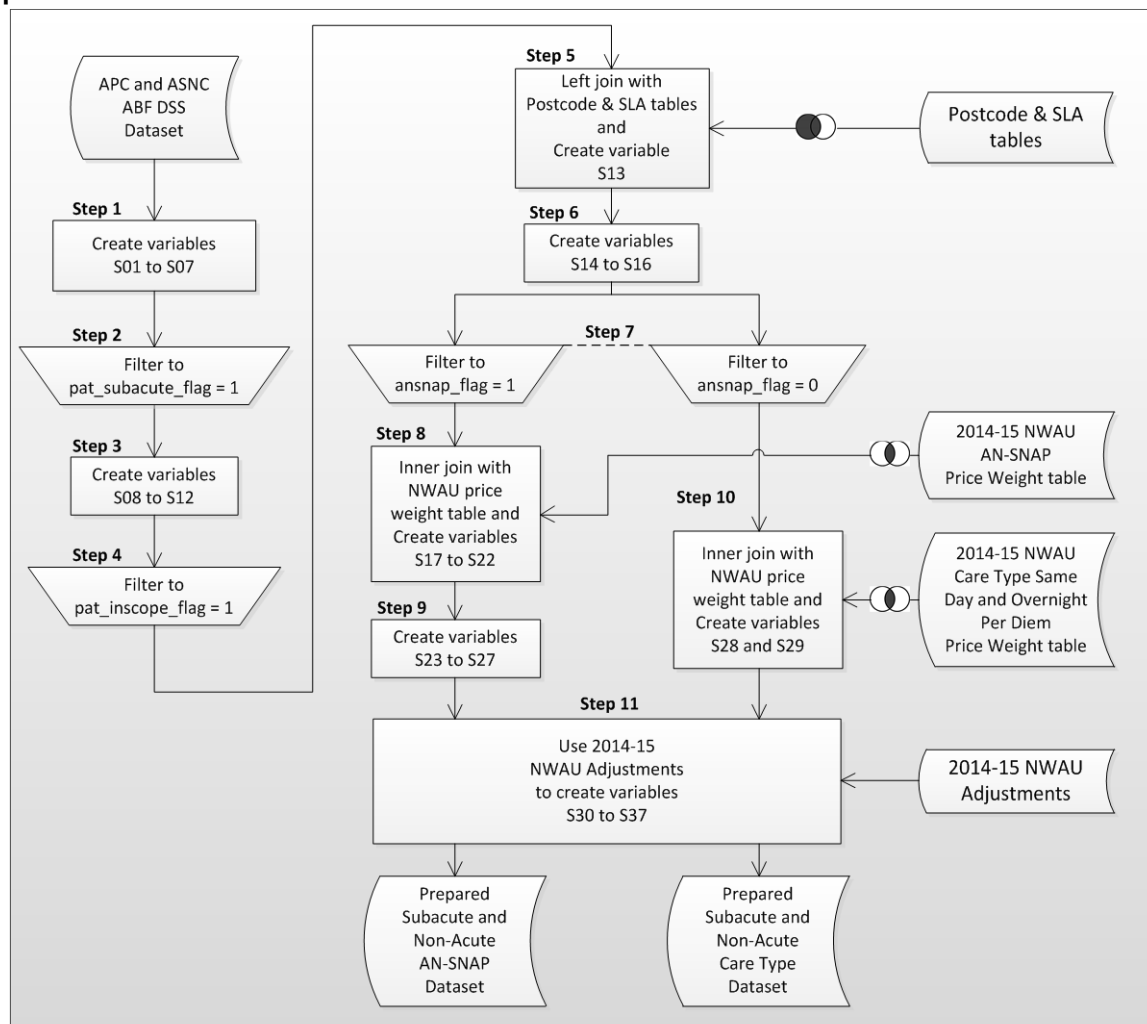 APC and ASNC
ABF DSS
Dataset
Step 1
Create variables
S01 to S07
Step 2
Filter to
pat_subacute_flag = 1
Step 3
Create variables
S08 to S12
Step 4
Filter to
pat_inscope_flag = 1
Step 5
Left join with
Postcode & SLA tables
and
Create variable
S13
Postcode & SLA
tables
Step 6
Create variables
S14 to S16
Step 7
Filter to
ansnap_flag = 1
Filter to
ansnap_flag = 0
Step 8
Inner join with
NWAU price
weight table and
Create variables
S17 to S22
2014-15 NWAU
AN-SNAP
Price Weight table
Step 9
Create variables
S23 to S27
Step 10
Inner join with
NWAU price
weight table and
Create variables
S28 and S29
2014-15 NWAU
Care Type Same
Day and Overnight
Per Diem
Price Weight table
Step 11
Use 2014-15
NWAU Adjustments
to create variables
S30 to S37
2014-15 NWAU
Adjustments
Prepared
Subacute and
Non-Acute
AN-SNAP
Dataset
Prepared
Subacute and
Non-Acute
Care Type
Dataset